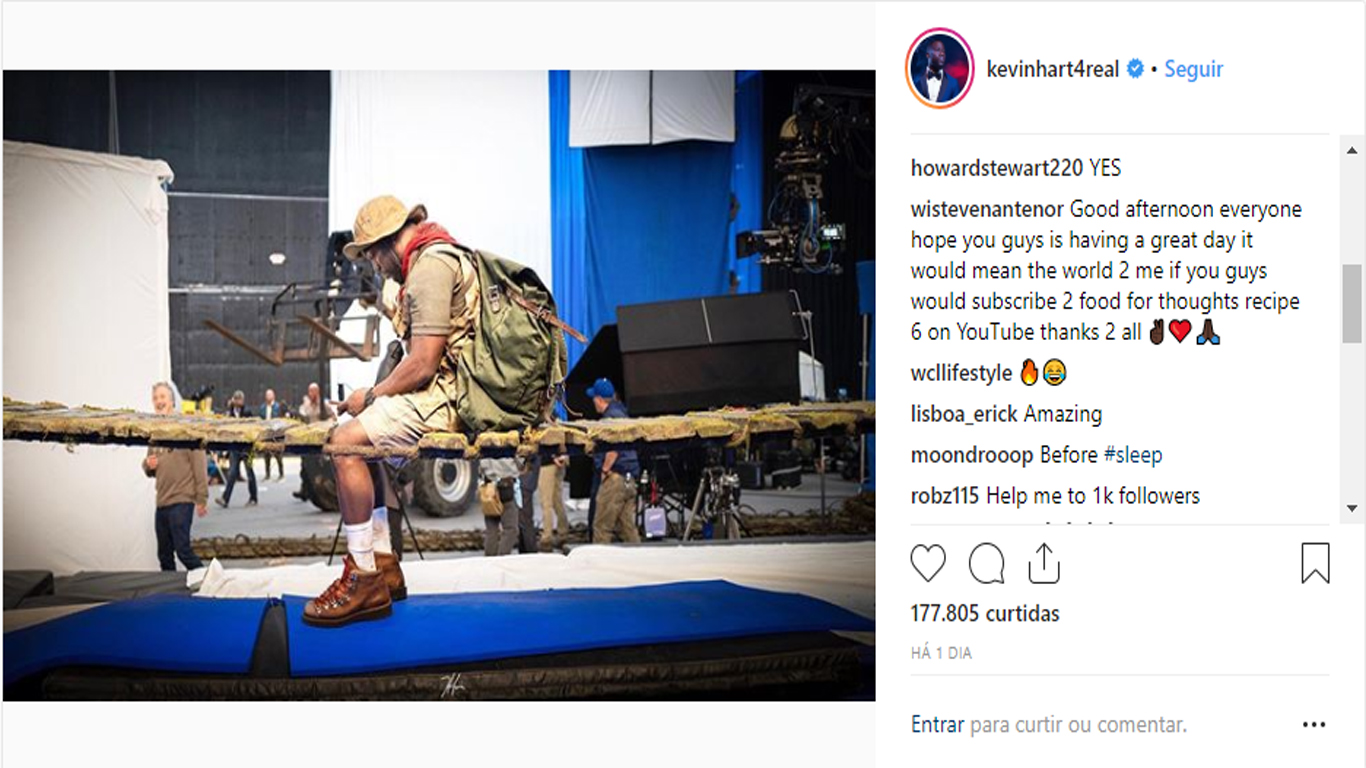 kevinhart4real • Seguir
howardstewart220 YES
wistevenantenor Good afternoon everyone
hope you guys is having a great day it
would mean the world 2 me if you guys
would subscribe 2 food for thoughts recipe
6 on YouTube thanks 2 all ✌🏿❤️🙏🏿
wcllifestyle 🔥😂
lisboa_erick Amazing
moondrooop Before #sleep
robz115 Help me to 1k followers
177.805 curtidas
HÁ 1 DIA
Entrar para curtir ou comentar.